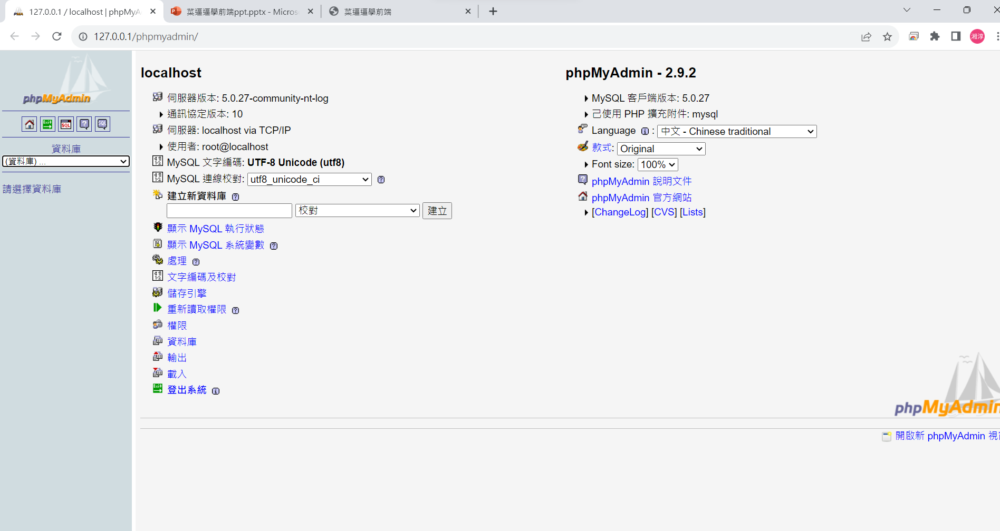 127.0.0.1 / localhost | phpMyA
菜逼逼學前端ppt.pptx - Micros
菜逼逼學前端
127.0.0.1/phpmyadmin/
湘淳
phpMyAdmin
Exit
SQL
?
SQL
資料庫
(資料庫) ...
請選擇資料庫
localhost
伺服器版本: 5.0.27-community-nt-log
通訊協定版本: 10
伺服器: localhost via TCP/IP
使用者: root@localhost
MySQL 文字編碼: UTF-8 Unicode (utf8)
MySQL 連線校對: utf8_unicode_ci ?
建立新資料庫 ?
校對 建立
顯示 MySQL 執行狀態
顯示 MySQL 系統變數 ?
處理 ?
文字編碼及校對
儲存引擎
重新讀取權限 ?
權限
資料庫
輸出
載入
登出系統
phpMyAdmin - 2.9.2
MySQL 客戶端版本: 5.0.27
己使用 PHP 擴充附件: mysql
Language : 中文 - Chinese traditional
款式: Original
Font size: 100%
phpMyAdmin 說明文件
phpMyAdmin 官方網站
[ChangeLog] [CVS] [Lists]
phpMyAdmin
開啟新 phpMyAdmin 視